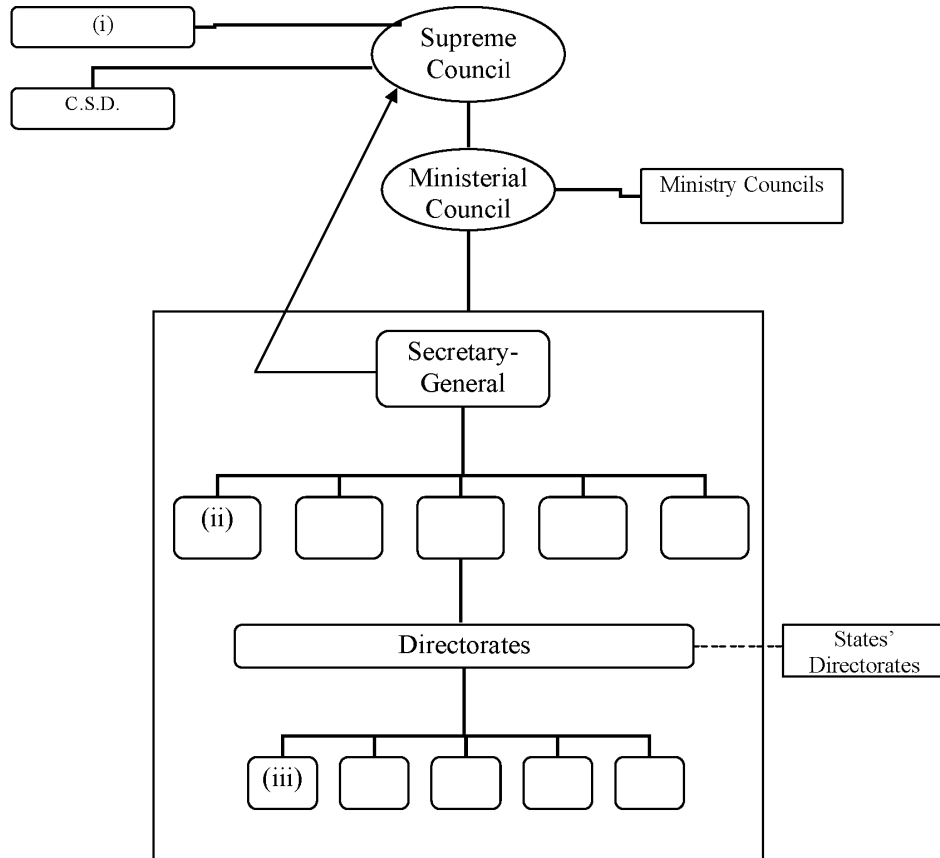 (i)
Supreme
Council
C.S.D.
Ministerial
Council
Ministry Councils
Secretary-
General
(ii)
Directorates
States’
Directorates
(iii)